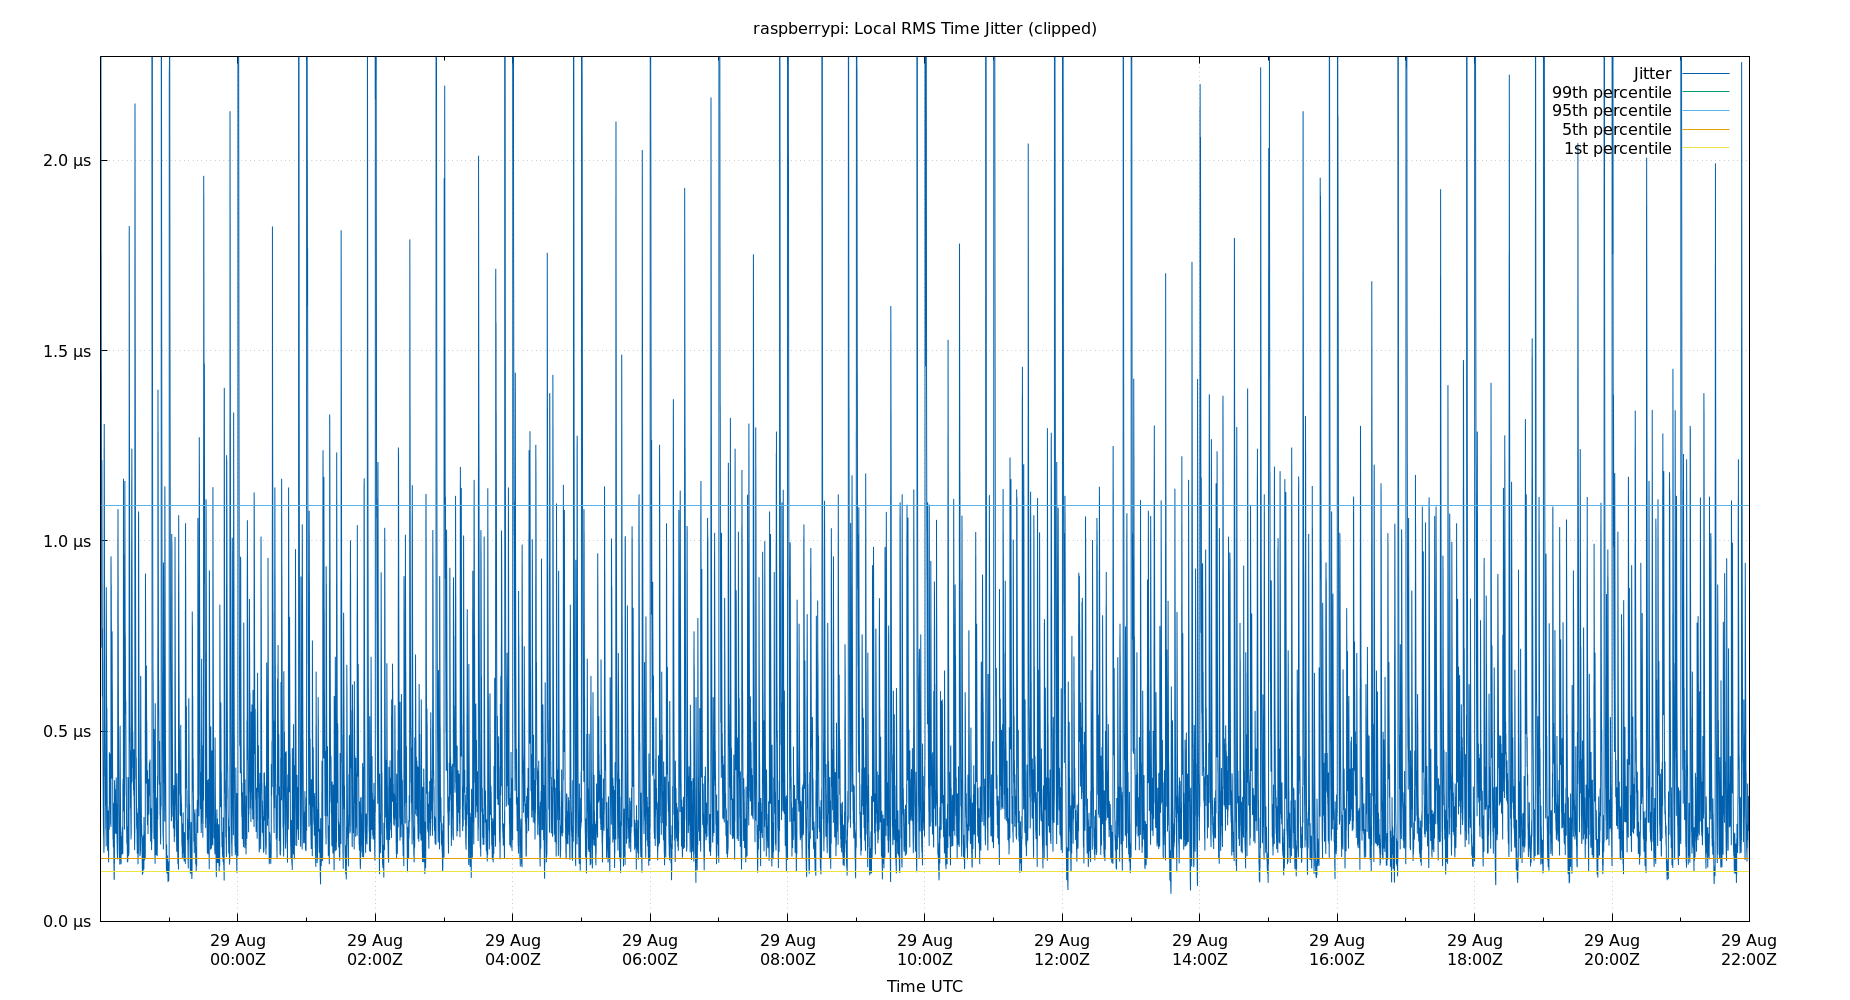 raspberrypi: Local RMS Time Jitter (clipped)
Jitter
99th percentile
95th percentile
5th percentile
1st percentile
2.0 μs
1.5 μs
1.0 μs
0.5 μs
0.0 μs
29 Aug 29 Aug 29 Aug 29 Aug 29 Aug 29 Aug 29 Aug 29 Aug 29 Aug 29 Aug 29 Aug 29 Aug
00:00Z 02:00Z 04:00Z 06:00Z 08:00Z 10:00Z 12:00Z 14:00Z 16:00Z 18:00Z 20:00Z 22:00Z
Time UTC